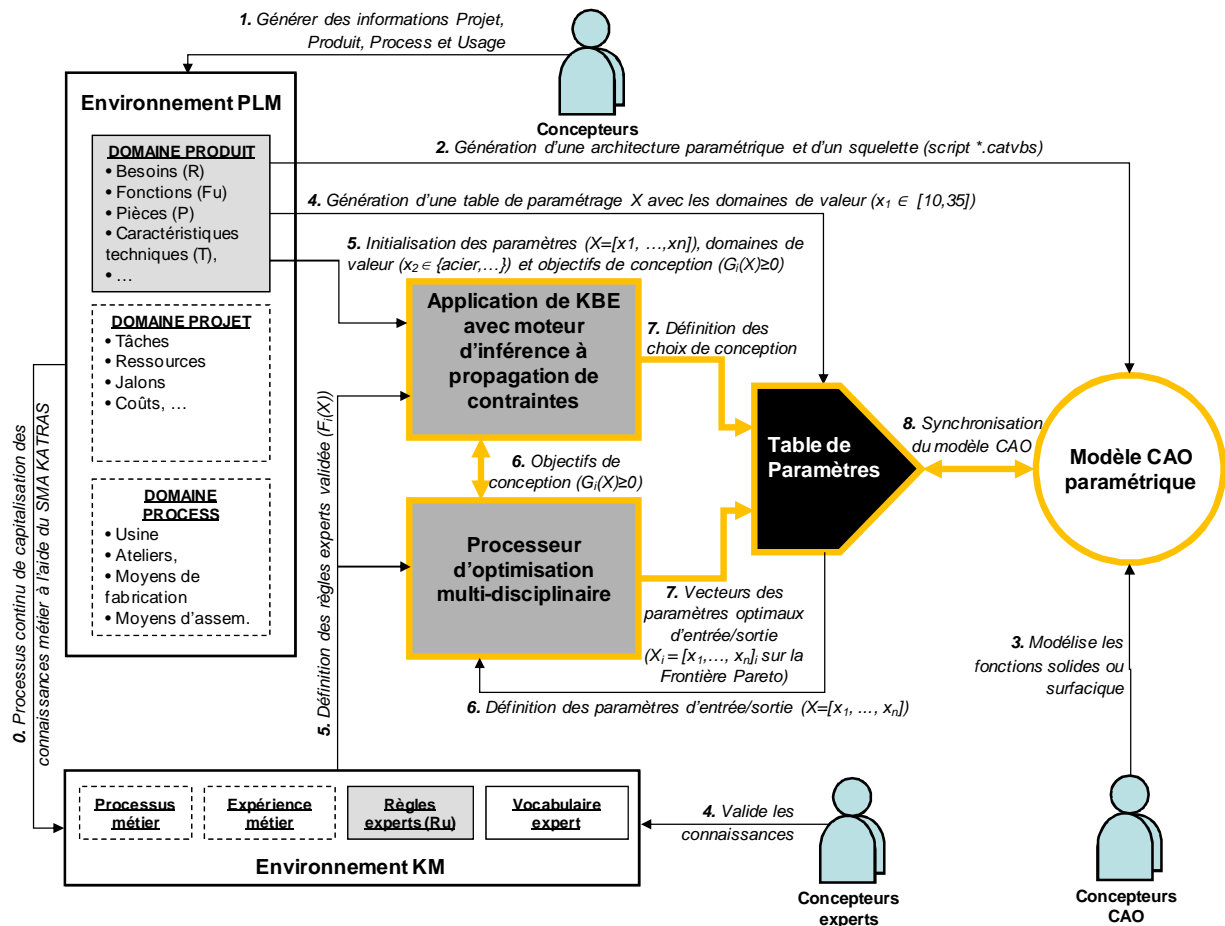 1. Générer des informations Projet,
Produit, Process et Usage
Concepteurs
Environnement PLM
DOMAINE PRODUIT
• Besoins (R)
• Fonctions (Fu)
• Pièces (P)
• Caractéristiques
techniques (T),
• …
DOMAINE PROJET
• Tâches
• Ressources
• Jalons
• Coûts, …
DOMAINE
PROCESS
• Usine
• Ateliers,
• Moyens de
fabrication
• Moyens d'assem.
2. Génération d'une architecture paramétrique et d'un squelette (script *.catvbs)
4. Génération d'une table de paramétrage X avec les domaines de valeur (x1 ∈ [10,35])
5. Initialisation des paramètres (X=[x1, …,xn]), domaines de
valeur (x2 ∈ {acier,…}) et objectifs de conception (Gi(X)≥0)
Application de KBE
avec moteur
d'inférence à
propagation de
contraintes
7. Définition des
choix de conception
6. Objectifs de
conception (Gi(X)≥0)
Processeur
d'optimisation
multi-disciplinaire
7. Vecteurs des
paramètres optimaux
d'entrée/sortie
(Xi = [x1,…, xn]i sur la
Frontière Pareto)
6. Définition des paramètres d'entrée/sortie (X=[x1, …, xn])
Table de
Paramètres
8. Synchronisation
du modèle CAO
Modèle CAO
paramétrique
3. Modélise les
fonctions solides ou
surfacique
Concepteurs
CAO
0. Processus continu de capitalisation des
connaissances métier à l'aide du SMA KATRAS
5. Définition des règles experts validée (Fi(X))
Processus
métier
Expérience
métier
Règles
experts (Ru)
Vocabulaire
expert
Environnement KM
4. Valide les
connaissances
Concepteurs
experts